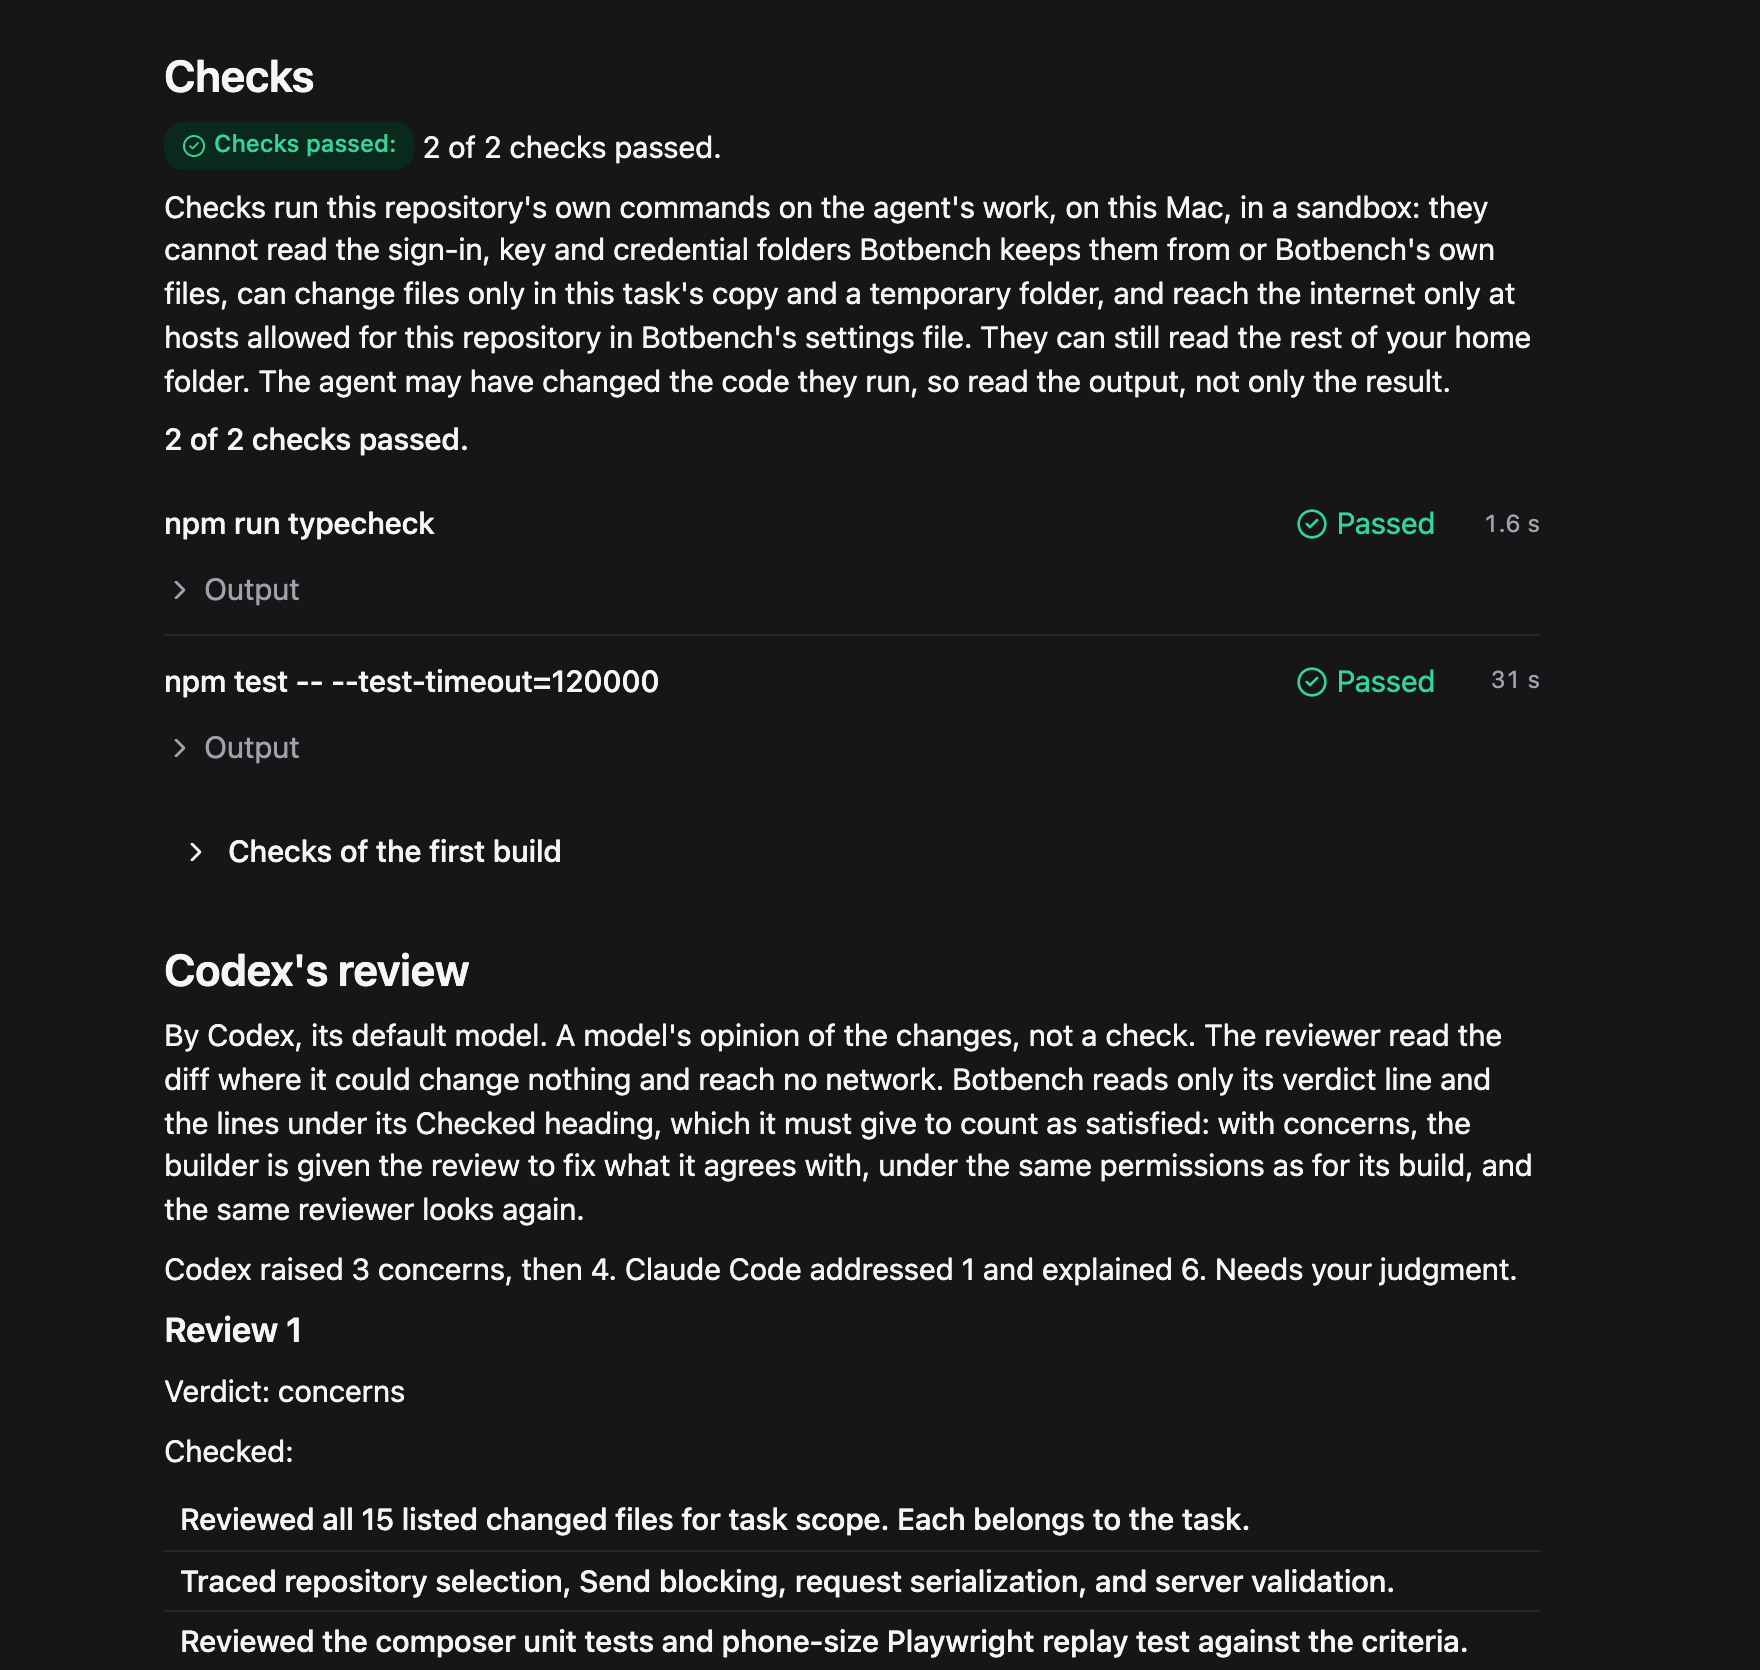 Checks
Checks passed: 2 of 2 checks passed.
Checks run this repository's own commands on the agent's work, on this Mac, in a sandbox: they
cannot read the sign-in, key and credential folders Botbench keeps them from or Botbench's own
files, can change files only in this task's copy and a temporary folder, and reach the internet only at
hosts allowed for this repository in Botbench's settings file. They can still read the rest of your home
folder. The agent may have changed the code they run, so read the output, not only the result.
2 of 2 checks passed.
npm run typecheck Passed 1.6 s
Output
npm test -- --test-timeout=120000 Passed 31 s
Output
Checks of the first build
Codex's review
By Codex, its default model. A model's opinion of the changes, not a check. The reviewer read the
diff where it could change nothing and reach no network. Botbench reads only its verdict line and
the lines under its Checked heading, which it must give to count as satisfied: with concerns, the
builder is given the review to fix what it agrees with, under the same permissions as for its build, and
the same reviewer looks again.
Codex raised 3 concerns, then 4. Claude Code addressed 1 and explained 6. Needs your judgment.
Review 1
Verdict: concerns
Checked:
Reviewed all 15 listed changed files for task scope. Each belongs to the task.
Traced repository selection, Send blocking, request serialization, and server validation.
Reviewed the composer unit tests and phone-size Playwright replay test against the criteria.